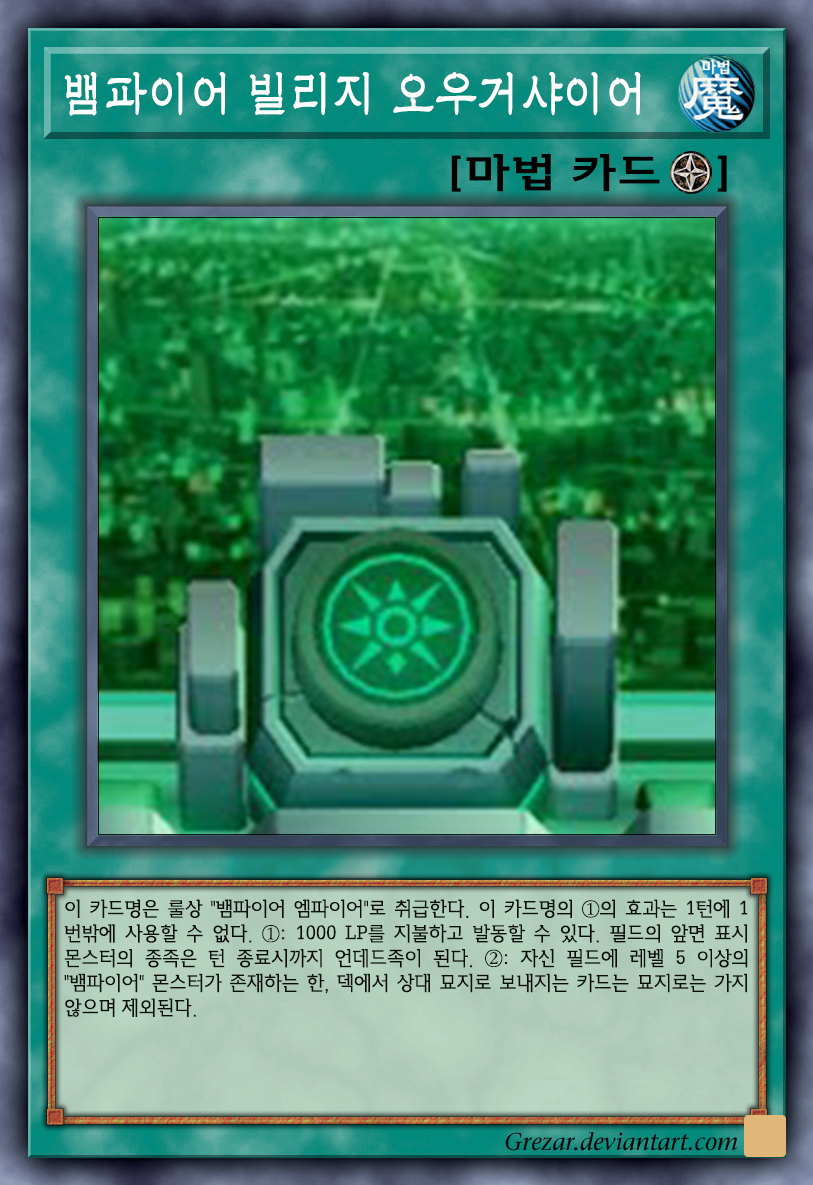 뱀파이어 빌리지 오우거샤이어
마법
魔
[마법 카드]
이 카드명은 룰상 "뱀파이어 엠파이어"로 취급한다. 이 카드명의 ①의 효과는 1턴에 1
번밖에 사용할 수 없다. ①: 1000 LP를 지불하고 발동할 수 있다. 필드의 앞면 표시
몬스터의 종족은 턴 종료시까지 언데드족이 된다. ②: 자신 필드에 레벨 5 이상의
"뱀파이어" 몬스터가 존재하는 한, 덱에서 상대 묘지로 보내지는 카드는 묘지로는 가지
않으며 제외된다.
Grezar.deviantart.com